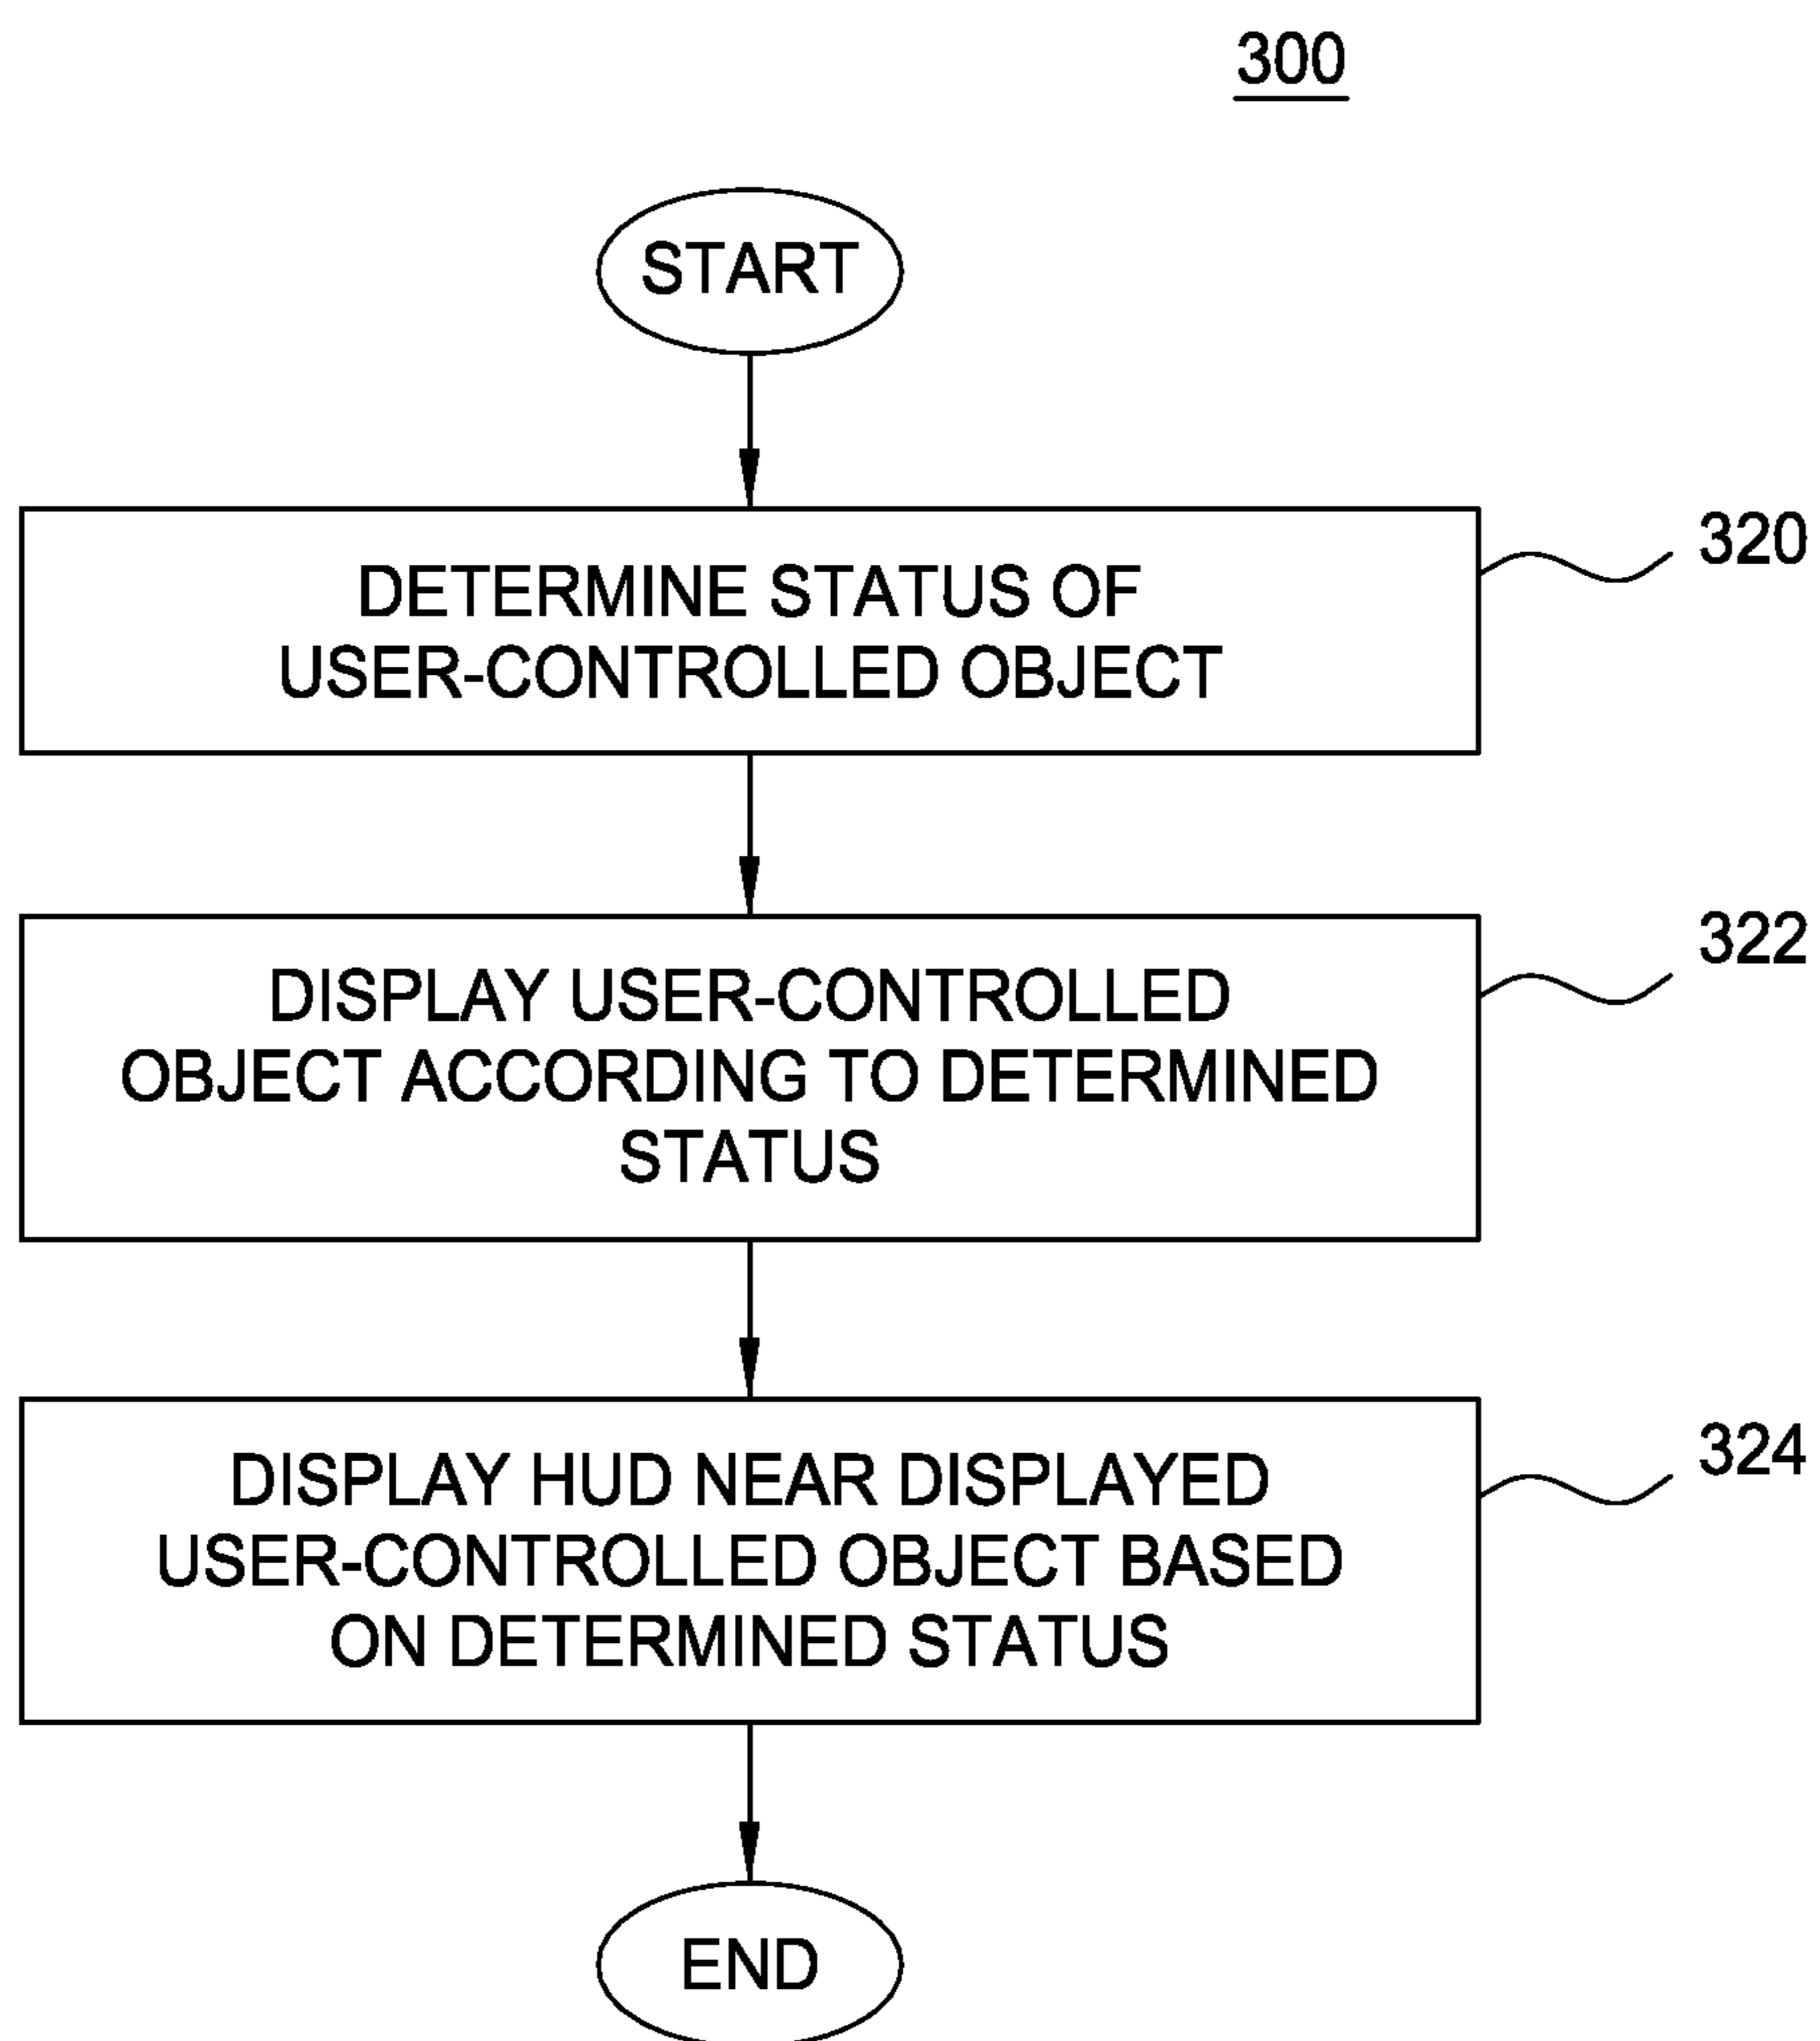 300
START
DETERMINE STATUS OF
USER-CONTROLLED OBJECT
320
DISPLAY USER-CONTROLLED
OBJECT ACCORDING TO DETERMINED
STATUS
322
DISPLAY HUD NEAR DISPLAYED
USER-CONTROLLED OBJECT BASED
ON DETERMINED STATUS
324
END